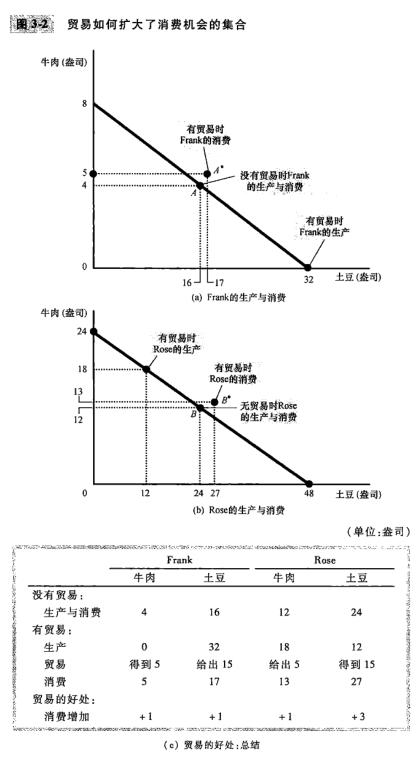 图 3-2 贸易如何扩大了消费机会的集合
牛肉 (盎司)
8
有贸易时
Frank的消费
5
A*
没有贸易时Frank
的生产与消费
4
A
有贸易时
Frank的生产
0
16
17
32
土豆 (盎司)
(a) Frank的生产与消费
牛肉 (盎司)
24
有贸易时
Rose的生产
18
有贸易时
Rose的消费
13
B*
无贸易时Rose
的生产与消费
12
B
0
12
24
27
48
土豆 (盎司)
(b) Rose的生产与消费
(单位:盎司)
Frank Rose
牛肉 土豆 牛肉 土豆
没有贸易:
生产与消费 4 16 12 24
有贸易:
生产 0 32 18 12
贸易 得到 5 给出 15 给出 5 得到 15
消费 5 17 13 27
贸易的好处:
消费增加 +1 +1 +1 +3
(c) 贸易的好处:总结